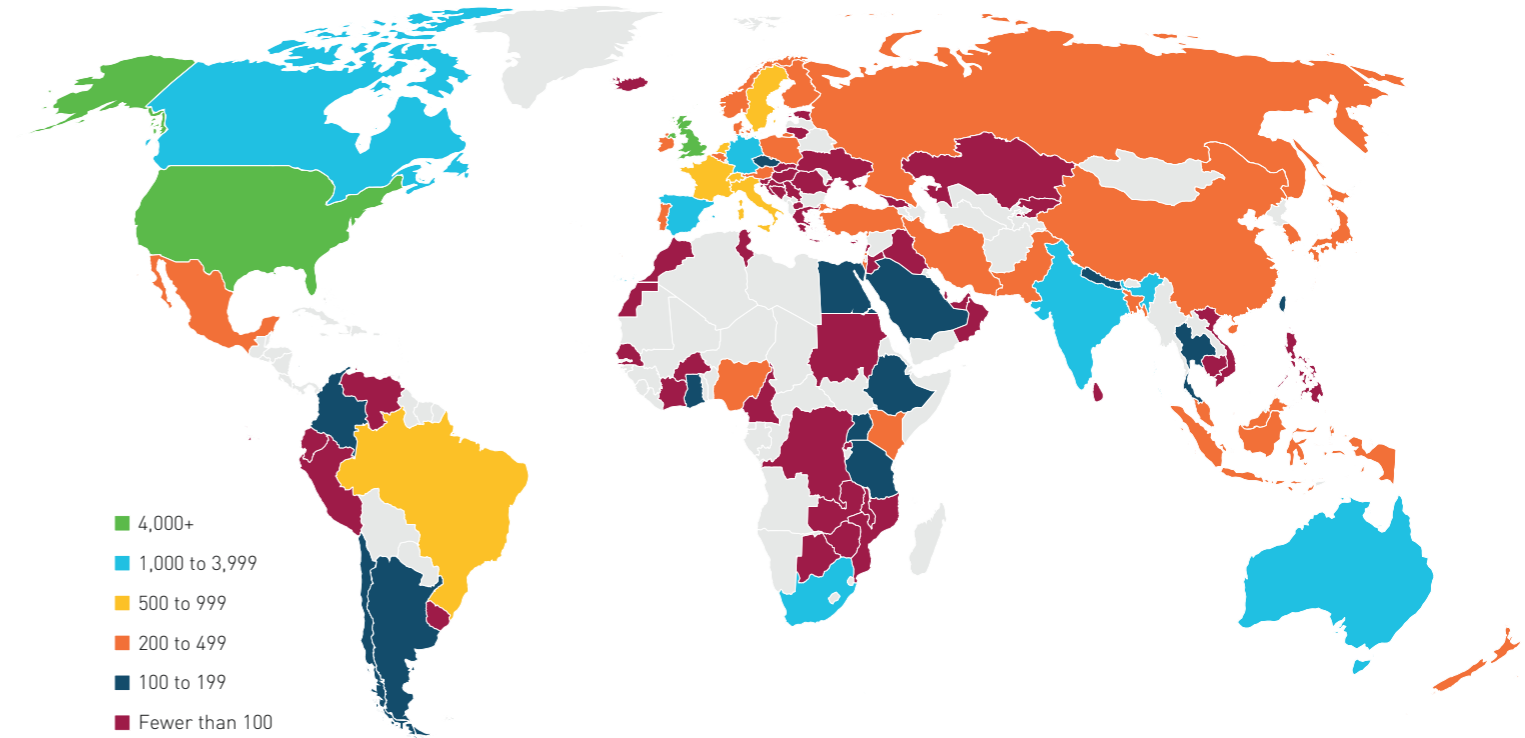 4,000+
1,000 to 3,999
500 to 999
200 to 499
100 to 199
Fewer than 100